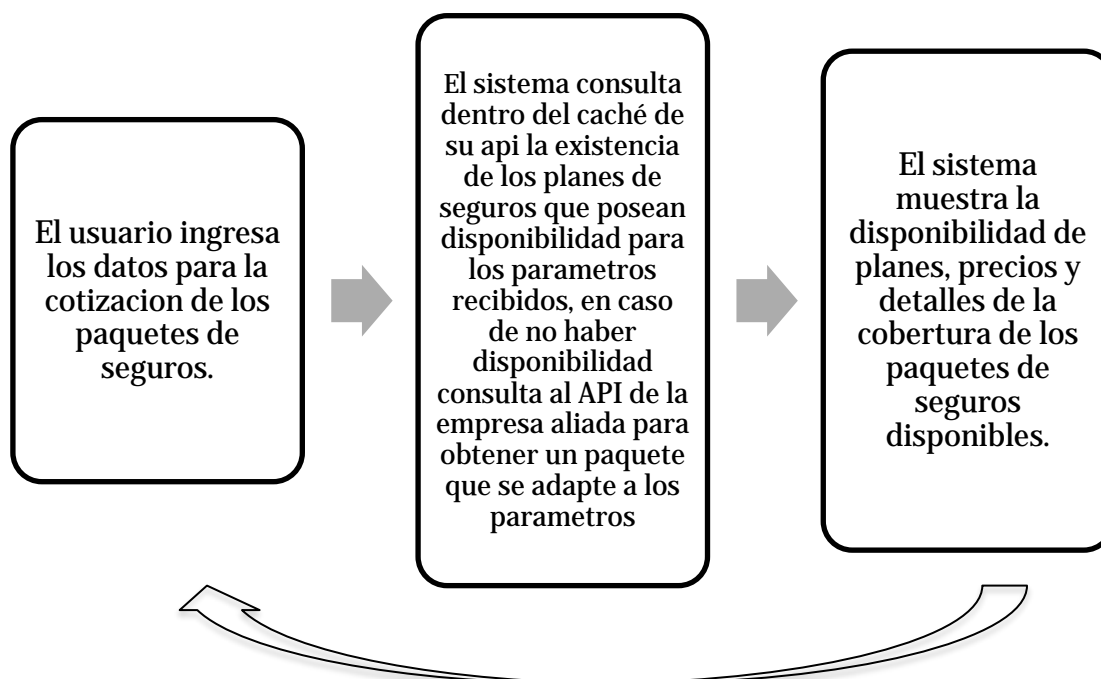 El usuario ingresa
los datos para la
cotizacion de los
paquetes de
seguros.
El sistema consulta
dentro del caché de
su api la existencia
de los planes de
seguros que posean
disponibilidad para
los parametros
recibidos, en caso
de no haber
disponibilidad
consulta al API de la
empresa aliada para
obtener un paquete
que se adapte a los
parametros
El sistema
muestra la
disponibilidad de
planes, precios y
detalles de la
cobertura de los
paquetes de
seguros
disponibles.